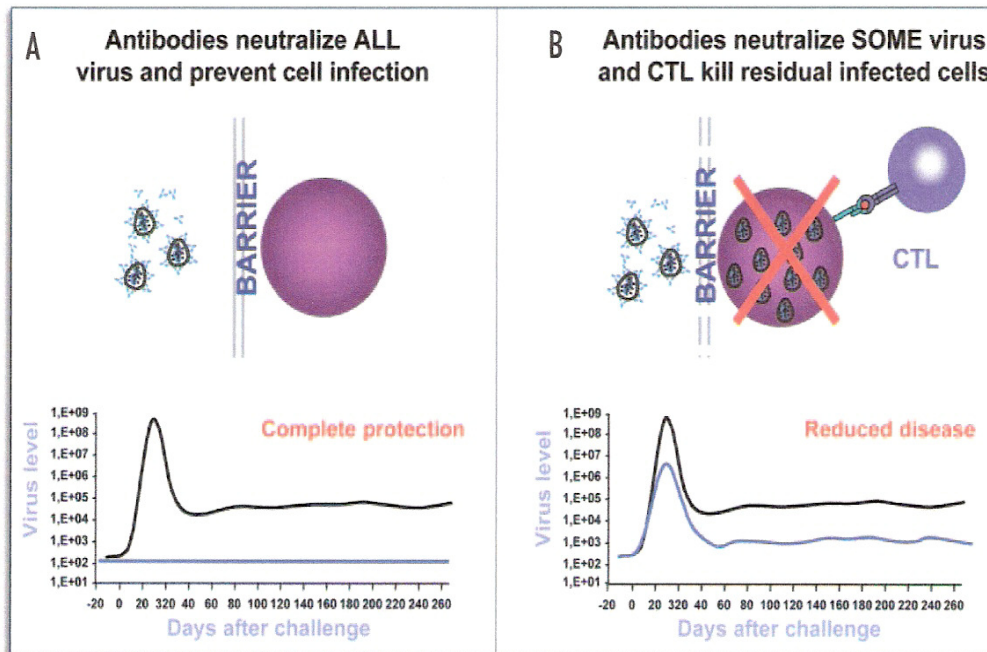 A
Antibodies neutralize ALL
virus and prevent cell infection
BARRIER
Virus level
1,E+09
1,E+08
1,E+07
1,E+06
1,E+05
1,E+04
1,E+03
1,E+02
1,E+01
Complete protection
-20 0 20 320 80 100 120 140 160 180 200 220 240 260
Days after challenge
B
Antibodies neutralize SOME virus
and CTL kill residual infected cells
BARRIER
CTL
Virus level
1,E+09
1,E+08
1,E+07
1,E+06
1,E+05
1,E+04
1,E+03
1,E+02
1,E+01
Reduced disease
-20 0 20 320 80 100 120 140 160 180 200 220 240 260
Days after challenge